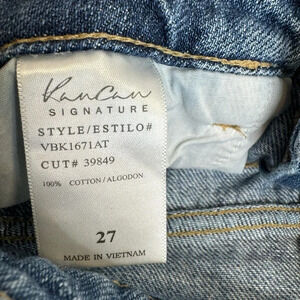 KanCan
SIGNATURE
STYLE/ESTILO#
VBK1671AT
CUT# 39849
100% COTTON/ALGODON
27
MADE IN VIETNAM